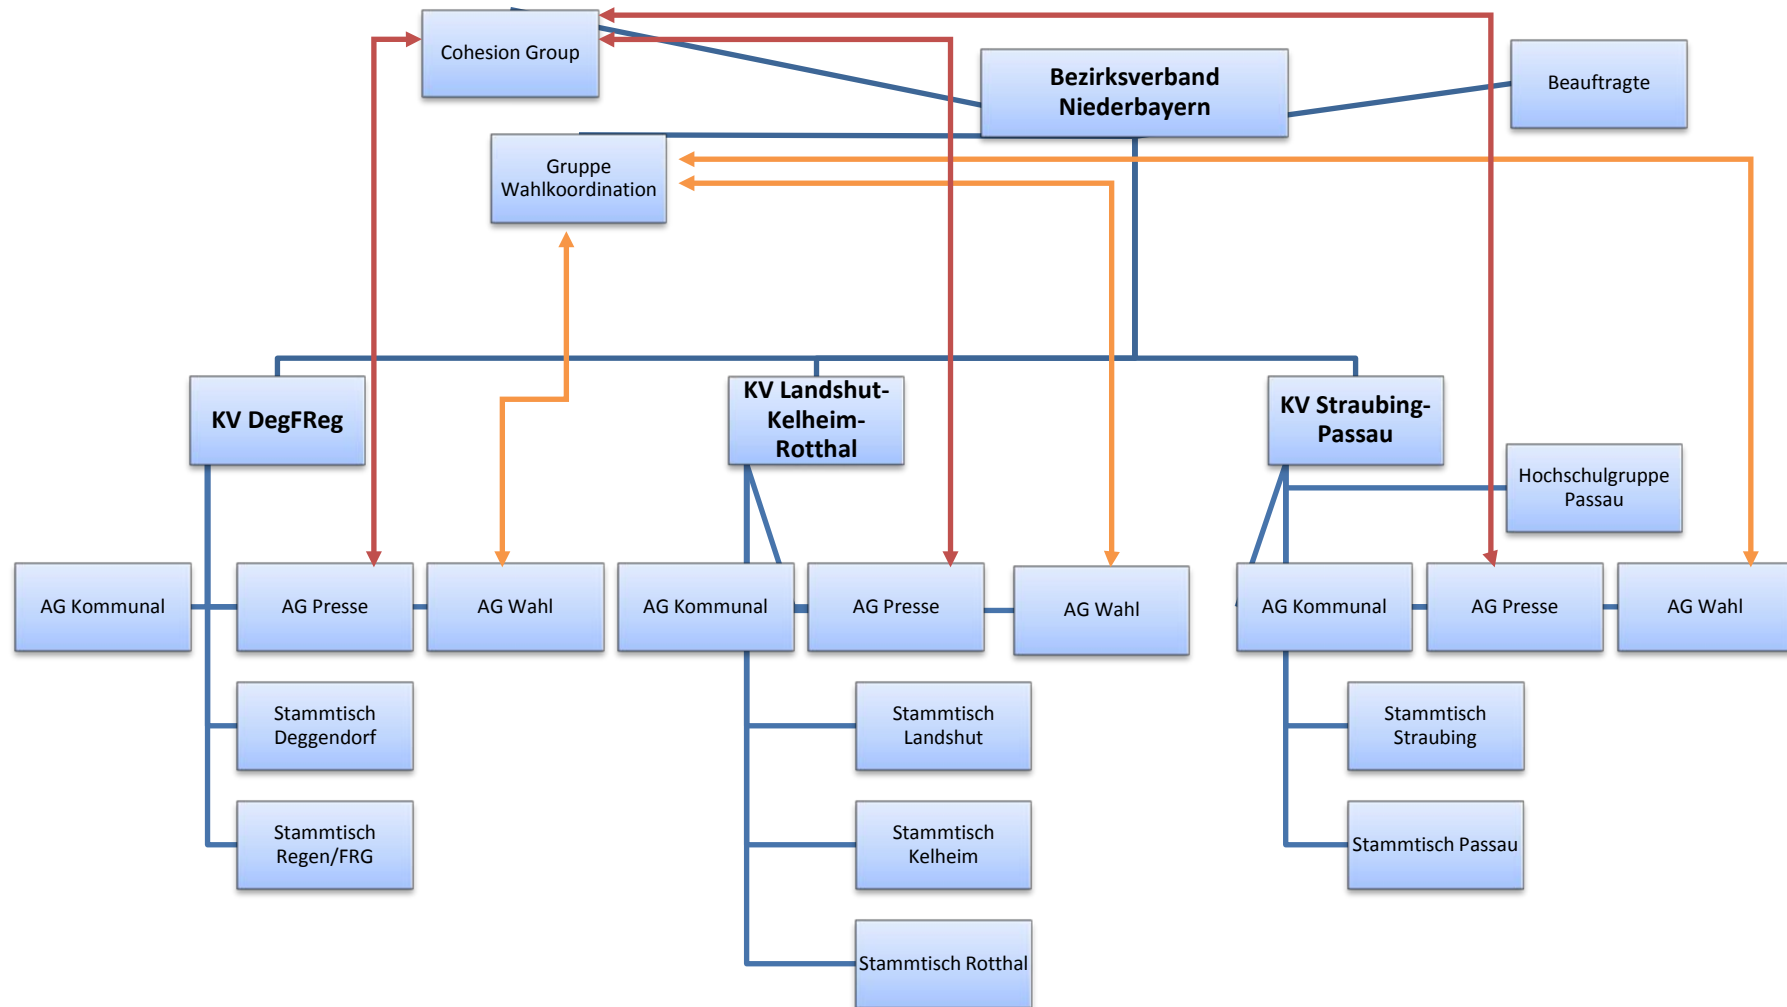 Cohesion Group
Bezirksverband
Niederbayern
Beauftragte
Gruppe
Wahlkoordination
KV DegFReg
KV Landshut-
Kelheim-
Rotthal
KV Straubing-
Passau
Hochschulgruppe
Passau
AG Kommunal
AG Presse
AG Wahl
AG Kommunal
AG Presse
AG Wahl
AG Kommunal
AG Presse
AG Wahl
Stammtisch
Deggendorf
Stammtisch
Landshut
Stammtisch
Straubing
Stammtisch
Regen/FRG
Stammtisch
Kelheim
Stammtisch Passau
Stammtisch Rotthal